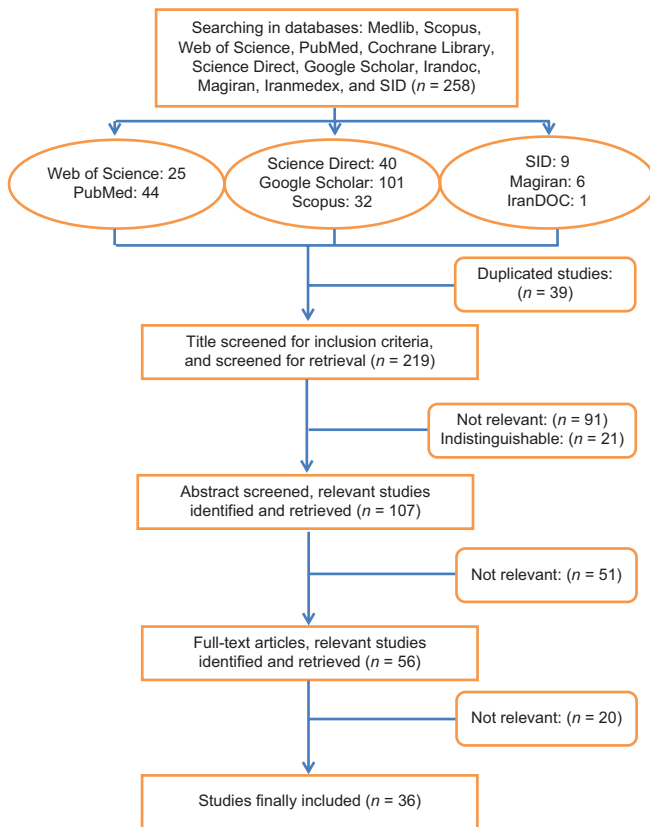 Searching in databases: Medlib, Scopus,
Web of Science, PubMed, Cochrane Library,
Science Direct, Google Scholar, Irandoc,
Magiran, Iranmedex, and SID (n = 258)
Web of Science: 25
PubMed: 44
Science Direct: 40
Google Scholar: 101
Scopus: 32
SID: 9
Magiran: 6
IranDOC: 1
Duplicated studies:
(n = 39)
Title screened for inclusion criteria,
and screened for retrieval (n = 219)
Not relevant: (n = 91)
Indistinguishable: (n = 21)
Abstract screened, relevant studies
identified and retrieved (n = 107)
Not relevant: (n = 51)
Full-text articles, relevant studies
identified and retrieved (n = 56)
Not relevant: (n = 20)
Studies finally included (n = 36)